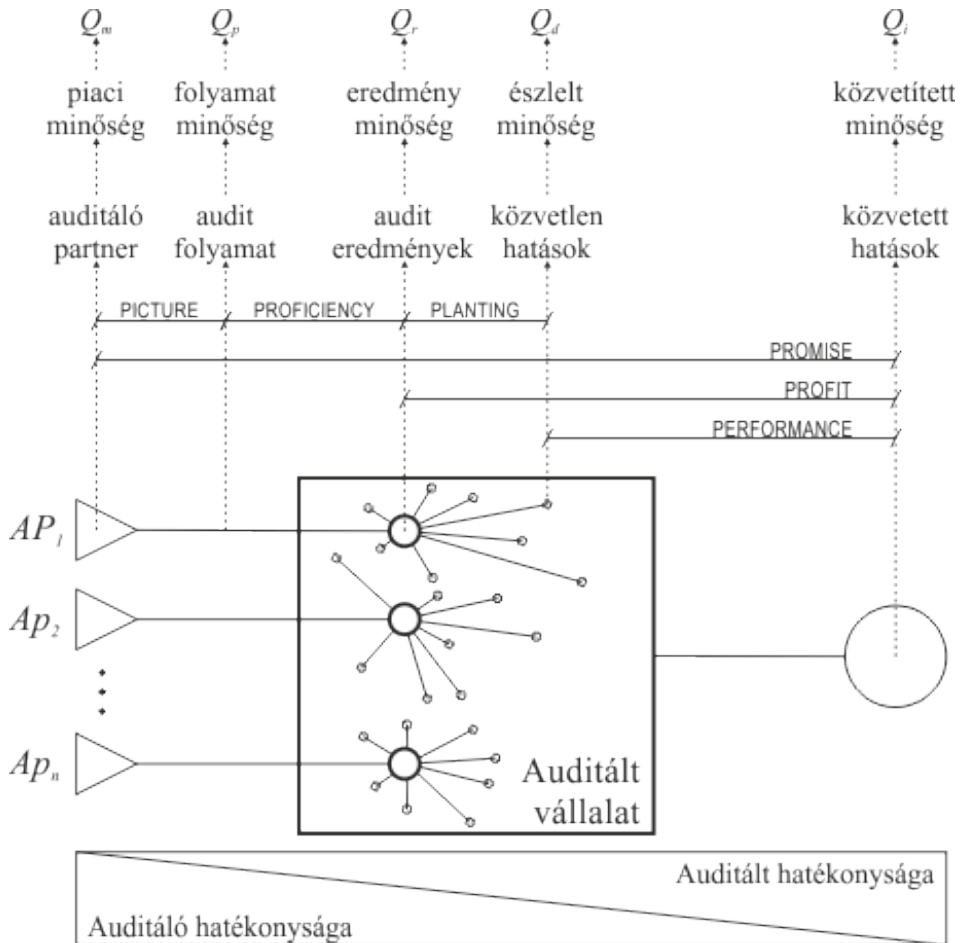 Qm Qp Qr Qd Qi
piaci folyamat eredmény észlelt közvetített
minőség minőség minőség minőség minőség
auditáló audit audit közvetlen közvetett
partner folyamat eredmények hatások hatások
PICTURE PROFICIENCY PLANTING
PROMISE
PROFIT
PERFORMANCE
AP1
Ap2
Apn
Auditált
vállalat
Auditált hatékonysága
Auditáló hatékonysága